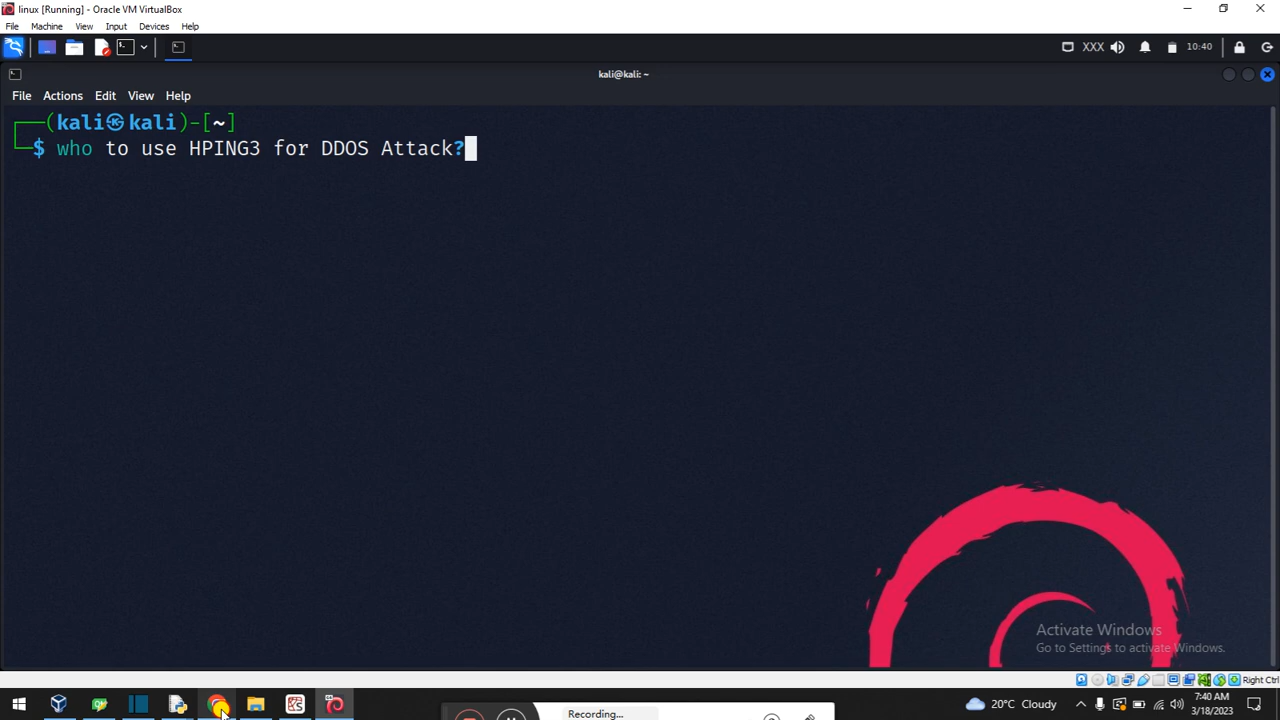 linux [Running] - Oracle VM VirtualBox
File Machine View Input Devices Help
XXX 10:40
kali@kali: ~
File Actions Edit View Help
(kali㉿kali)-[~]
$ who to use HPING3 for DDOS Attack?
Activate Windows
Go to Settings to activate Windows.
Right Ctrl
20°C Cloudy
7:40 AM
3/18/2023
Recording...